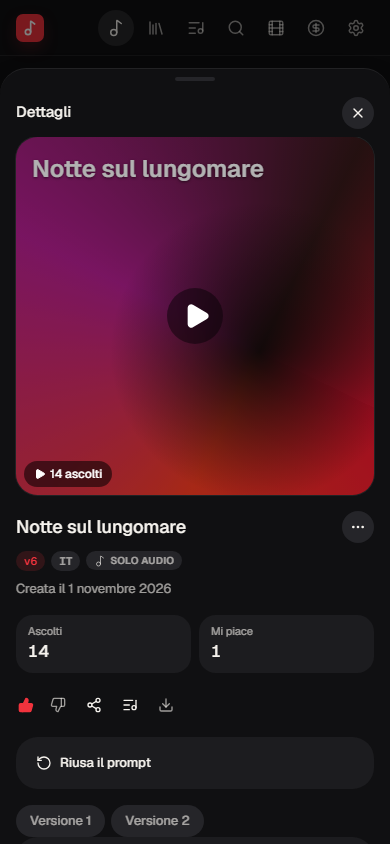 Dettagli
Notte sul lungomare
14 ascolti
Notte sul lungomare
v6 IT SOLO AUDIO
Creata il 1 novembre 2026
Ascolti Mi piace
14 1
Riusa il prompt
Versione 1 Versione 2